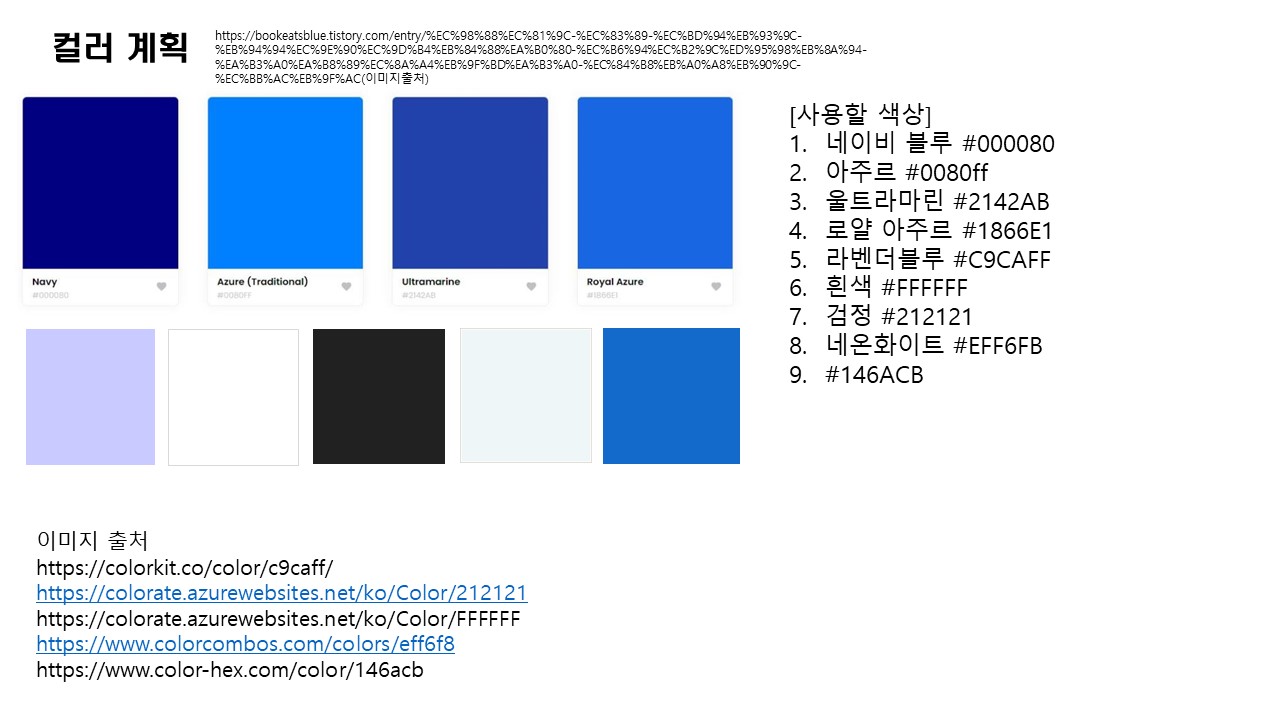 컬러 계획
https://bookeatsblue.tistory.com/entry/%EC%98%88%EC%81%9C-%EC%83%89-%EC%BD%94%EB%93%9C-
%EB%94%94%EC%9E%90%EC%9D%B4%EB%84%88%EA%B0%80-%EC%B6%94%EC%B2%9C%ED%95%98%EB%8A%94-
%EA%B3%A0%EA%B8%89%EC%8A%A4%EB%9F%BD%EA%B3%A0-%EC%84%B8%EB%A0%A8%EB%90%9C-
%EC%BB%AC%EB%9F%AC(이미지출처)
Navy
#000080
Azure (Traditional)
#0080FF
Ultramarine
#2142AB
Royal Azure
#1866E1
[사용할 색상]
1. 네이비 블루 #000080
2. 아주르 #0080ff
3. 울트라마린 #2142AB
4. 로얄 아주르 #1866E1
5. 라벤더블루 #C9CAFF
6. 흰색 #FFFFFF
7. 검정 #212121
8. 네온화이트 #EFF6FB
9. #146ACB
이미지 출처
https://colorkit.co/color/c9caff/
https://colorate.azurewebsites.net/ko/Color/212121
https://colorate.azurewebsites.net/ko/Color/FFFFFF
https://www.colorcombos.com/colors/eff6f8
https://www.color-hex.com/color/146acb